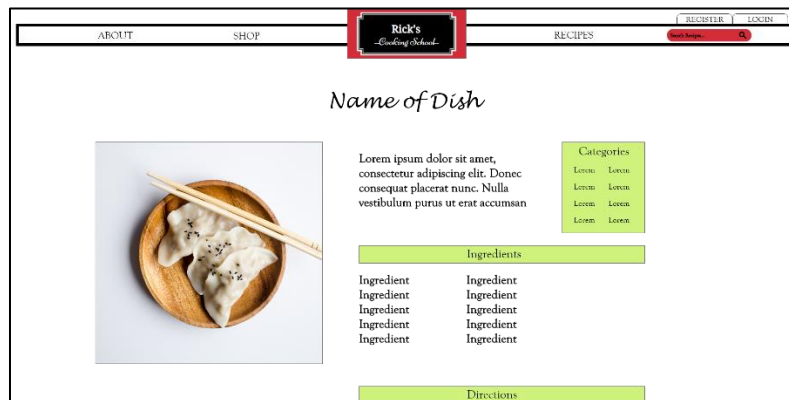 REGISTER LOGIN
ABOUT SHOP
Rick's
Cooking School
RECIPES
Search Recipes...
Name of Dish
Lorem ipsum dolor sit amet,
consectetur adipiscing elit. Donec
consequat placerat nunc. Nulla
vestibulum purus ut erat accumsan
Categories
Lorem Lorem
Lorem Lorem
Lorem Lorem
Lorem Lorem
Ingredients
Ingredient Ingredient
Ingredient Ingredient
Ingredient Ingredient
Ingredient Ingredient
Ingredient Ingredient
Directions